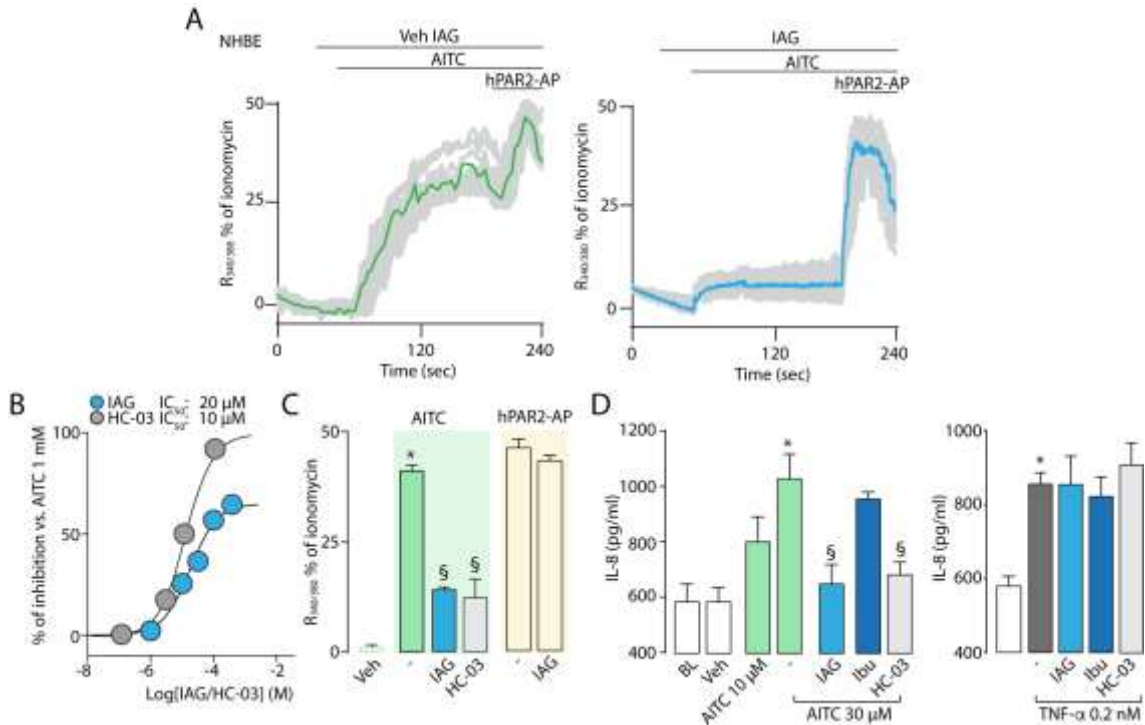 A
NHBE
Veh IAG
AITC
hPAR2-AP
50
25
0
R340/380 % of ionomycin
0
120
240
Time (sec)
IAG
AITC
hPAR2-AP
50
25
0
R340/380 % of ionomycin
0
120
240
Time (sec)
B
IAG IC50: 20 μM
HC-03 IC50: 10 μM
100
50
0
% of inhibition vs. AITC 1 mM
-8 -6 -4 -2
Log[IAG/HC-03] (M)
C
AITC
hPAR2-AP
50
25
0
R340/380 % of ionomycin
*
§
§
Veh
-
IAG
HC-03
-
IAG
D
1200
1000
800
600
400
IL-8 (pg/ml)
*
§
§
BL
Veh
AITC 10 μM
-
IAG
Ibu
HC-03
AITC 30 μM
1000
800
600
400
IL-8 (pg/ml)
*
-
IAG
Ibu
HC-03
TNF-α 0.2 nM